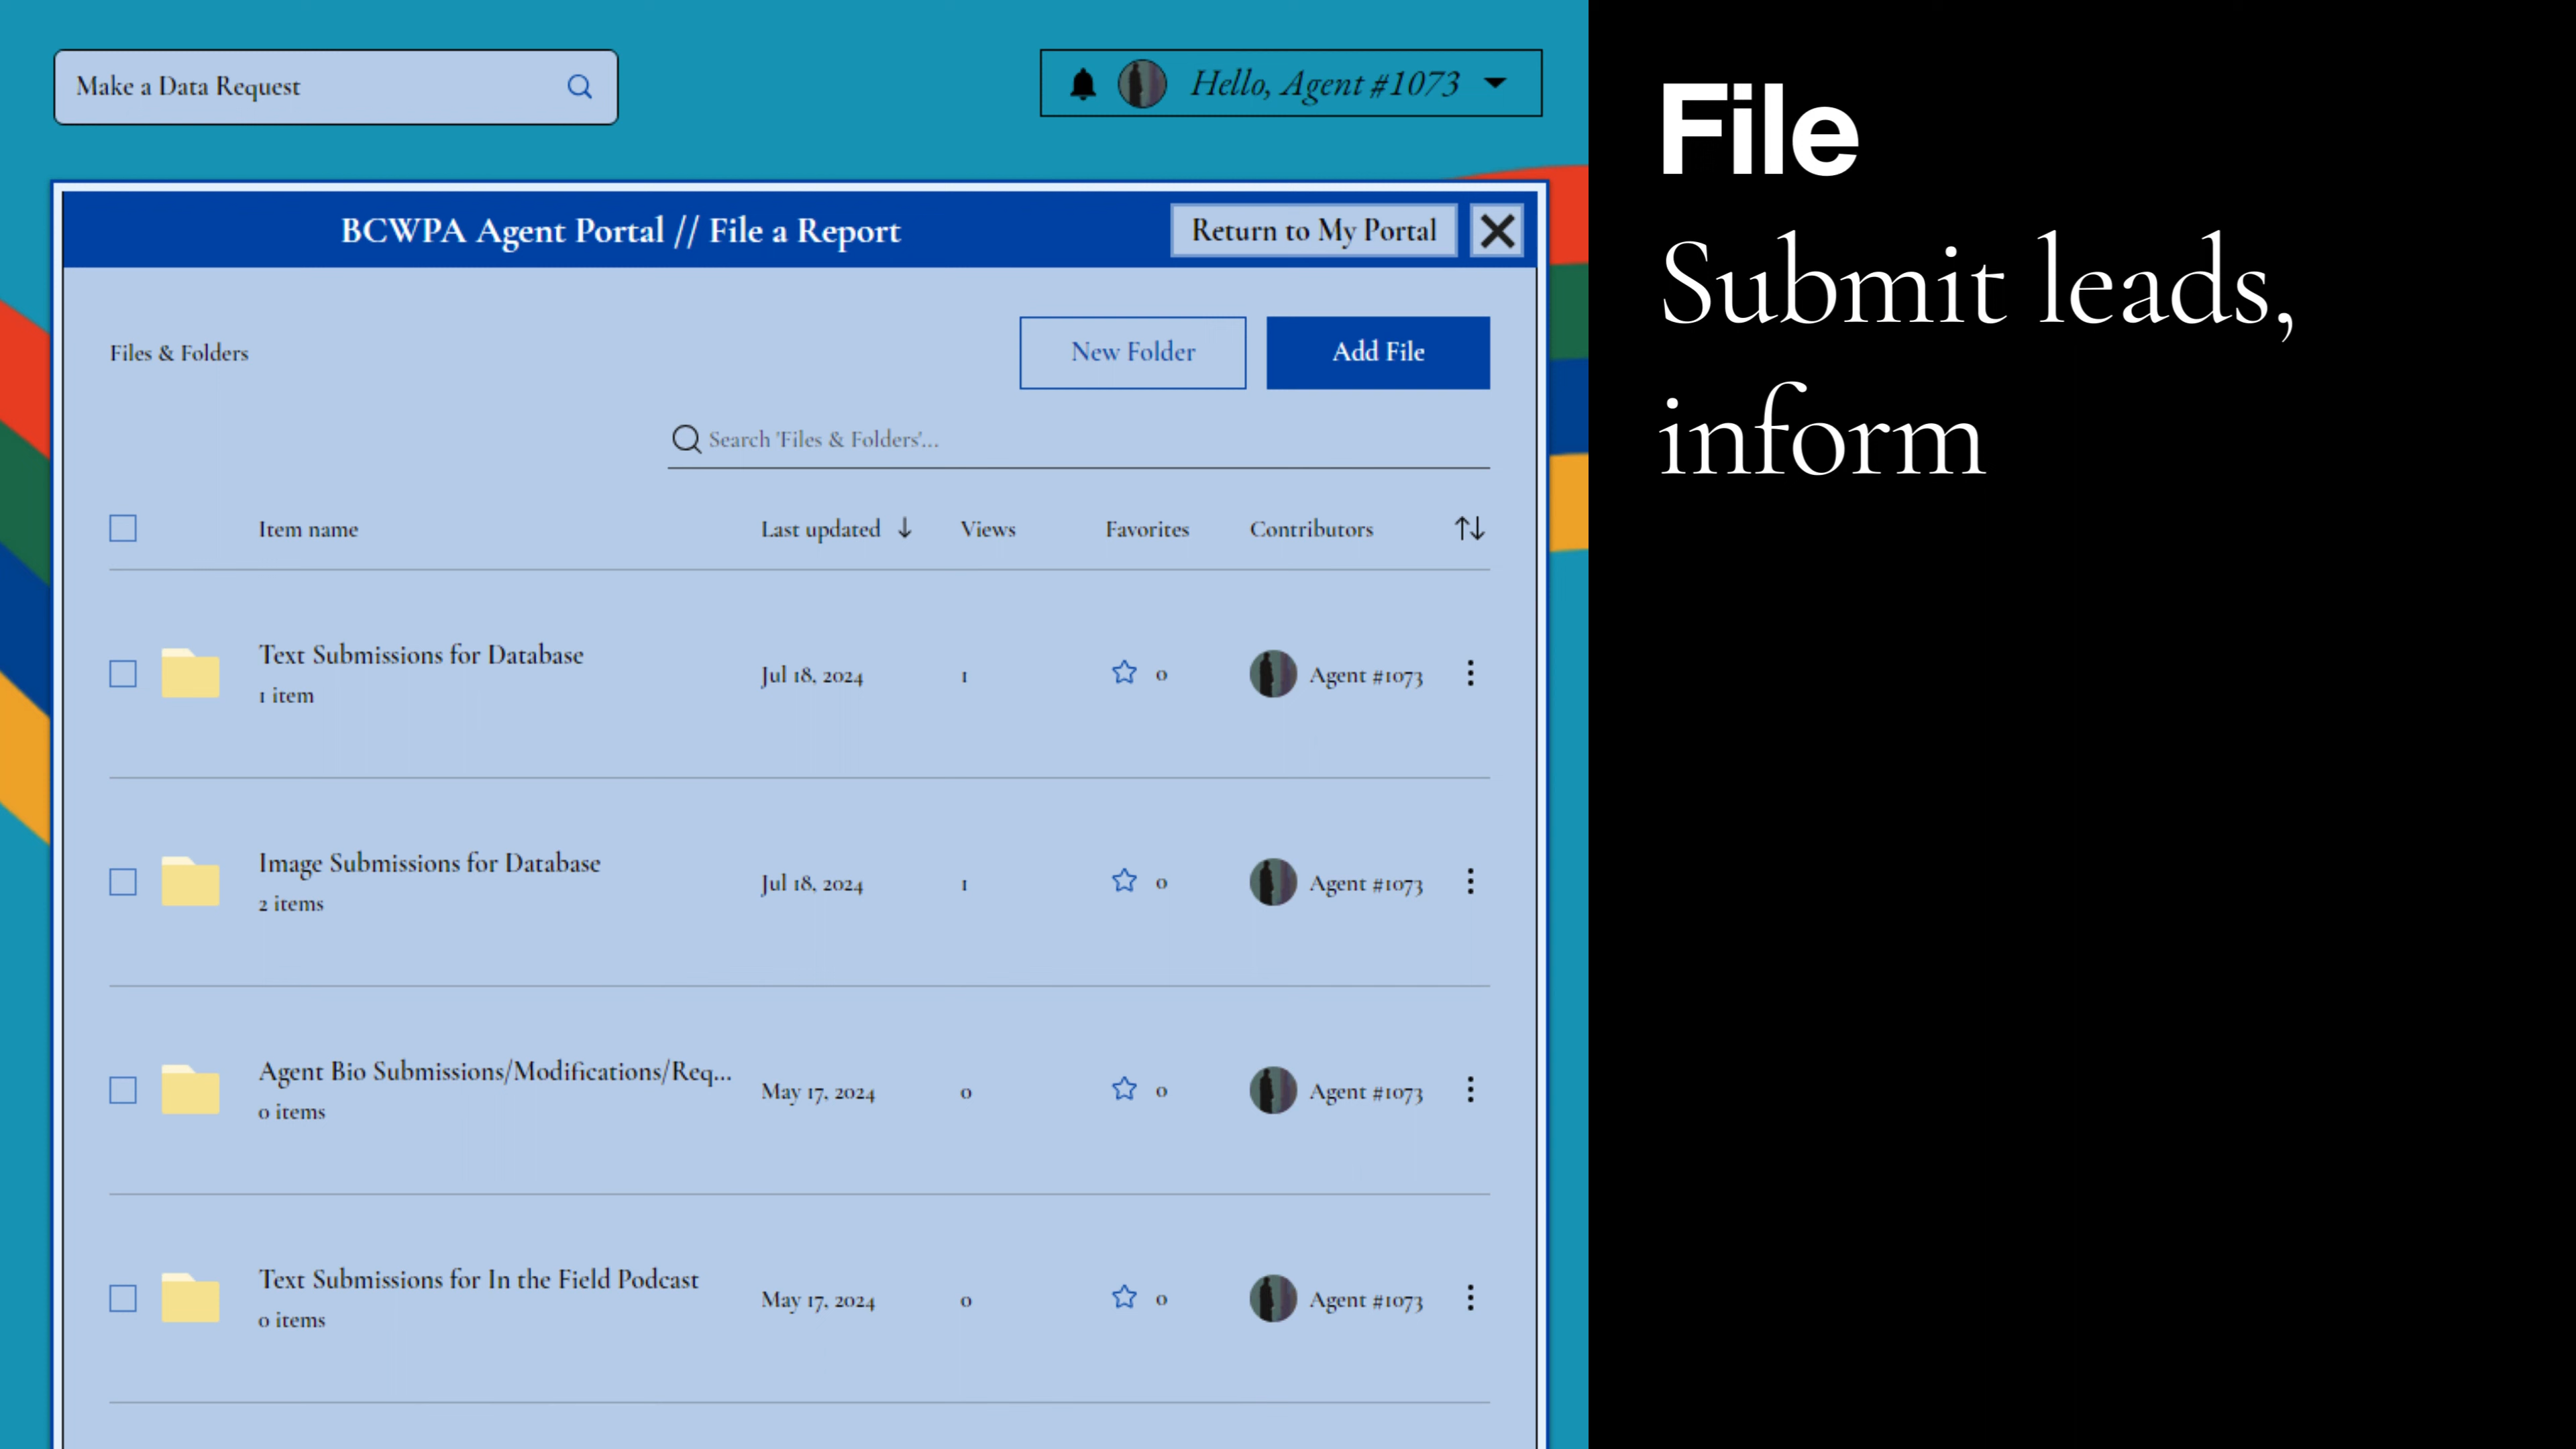 Make a Data Request
Hello, Agent #1073
BCWPA Agent Portal // File a Report
Return to My Portal
Files & Folders
New Folder
Add File
Search 'Files & Folders'...
Item name
Last updated
Views
Favorites
Contributors
Text Submissions for Database
1 item
Jul 18, 2024
1
0
Agent #1073
Image Submissions for Database
2 items
Jul 18, 2024
1
0
Agent #1073
Agent Bio Submissions/Modifications/Req...
0 items
May 17, 2024
0
0
Agent #1073
Text Submissions for In the Field Podcast
0 items
May 17, 2024
0
0
Agent #1073
File
Submit leads,
inform